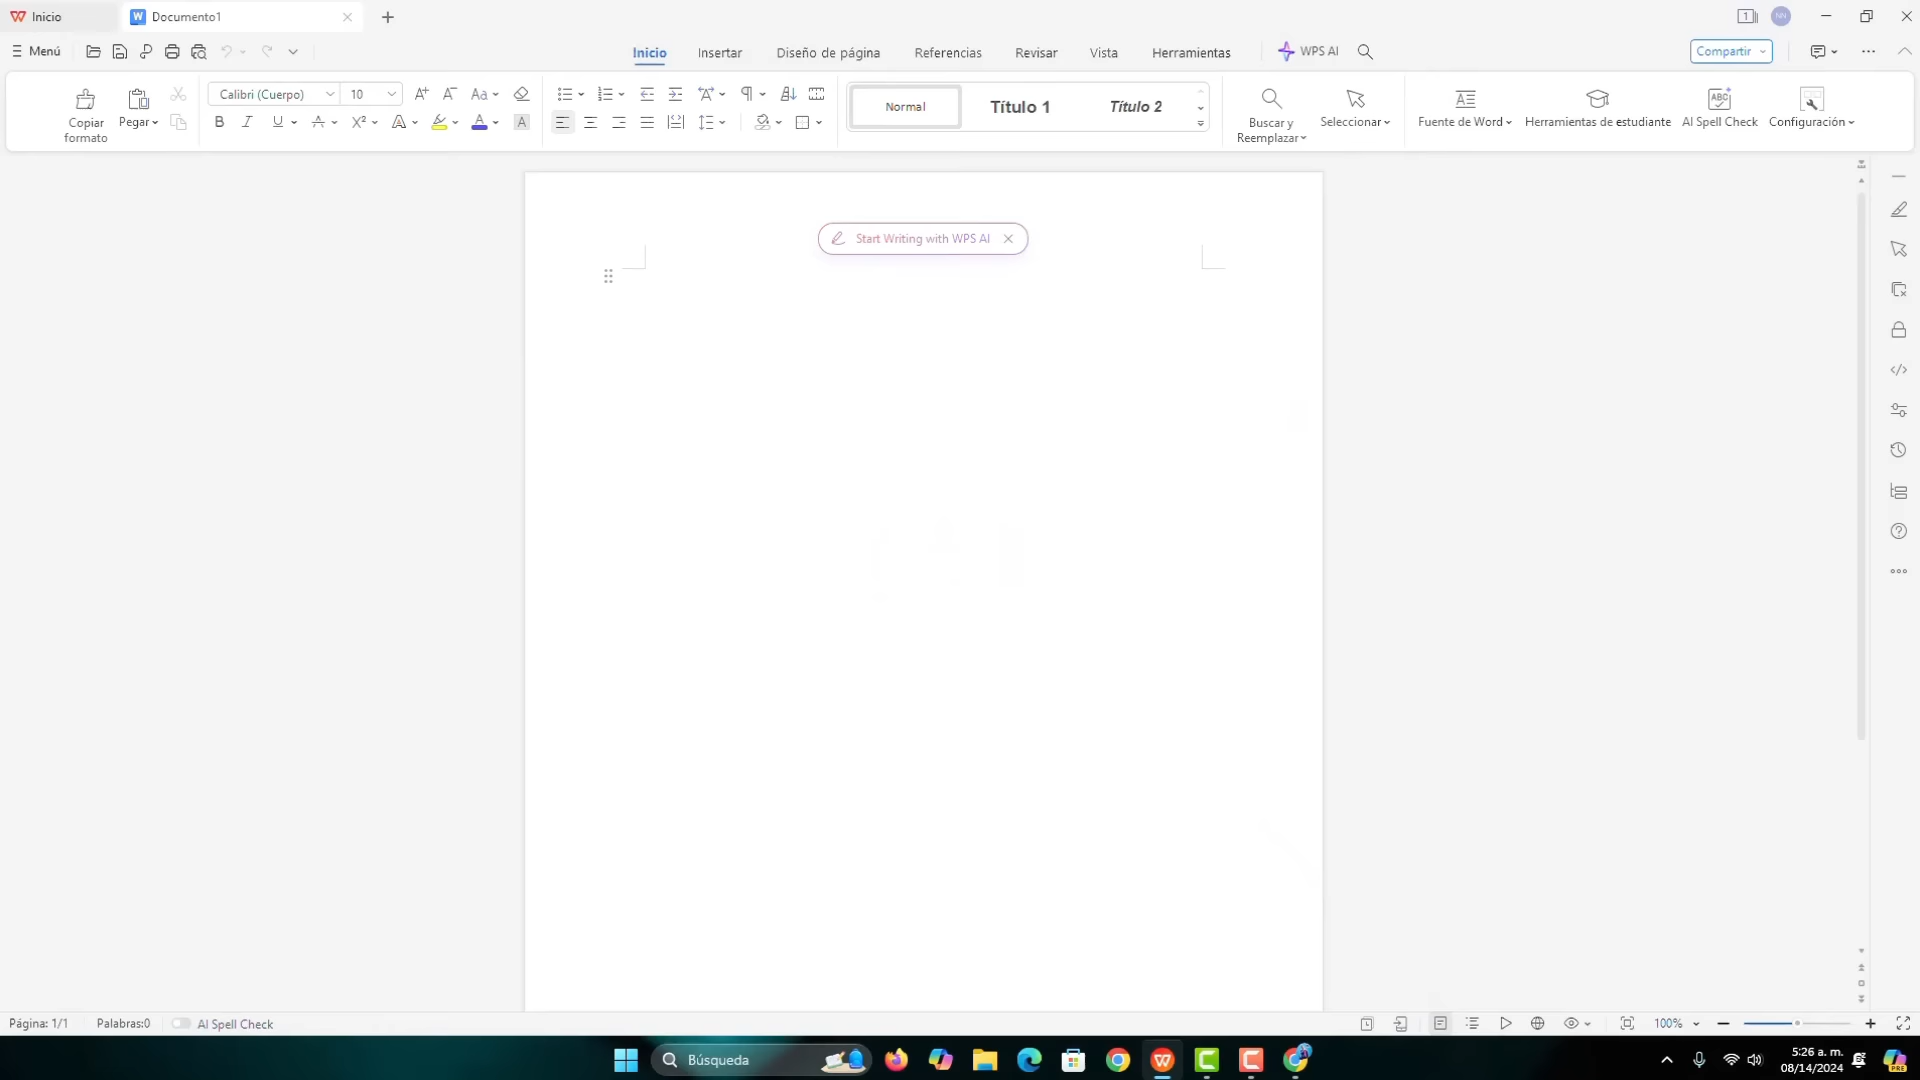 Inicio
Documento1
Menú
Inicio
Insertar
Diseño de página
Referencias
Revisar
Vista
Herramientas
WPS AI
Compartir
Copiar
formato
Pegar
Calibri (Cuerpo)
10
Normal
Título 1
Título 2
Buscar y
Reemplazar
Seleccionar
Fuente de Word
Herramientas de estudiante
AI Spell Check
Configuración
Start Writing with WPS AI
Página: 1/1
Palabras:0
AI Spell Check
100%
Búsqueda
5:26 a. m.
08/14/2024